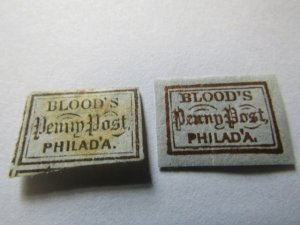 BLOOD'S
Penny Post,
PHILAD'A.
BLOOD'S
Penny Post,
PHILAD'A.